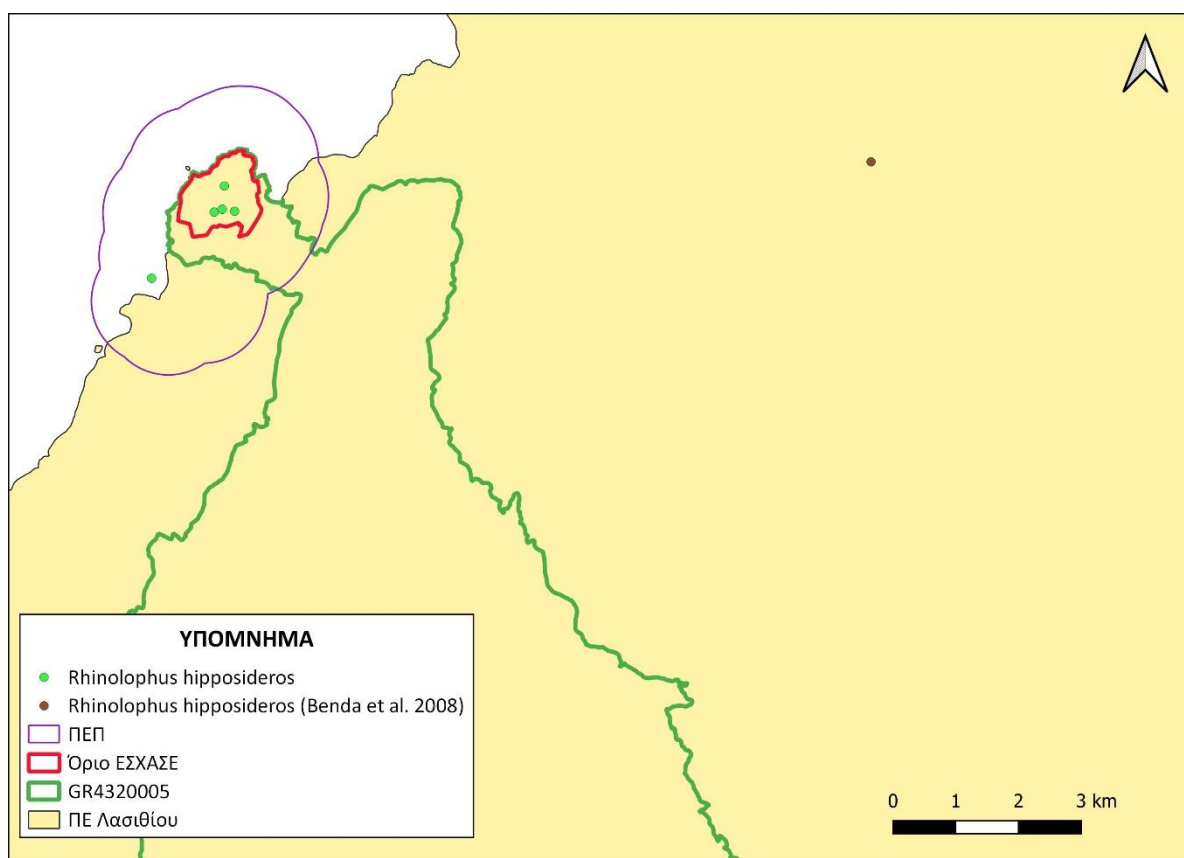 ΥΠΟΜΝΗΜΑ
Rhinolophus hipposideros
Rhinolophus hipposideros (Benda et al. 2008)
ΠΕΠ
Όριο ΕΣΧΑΣΕ
GR4320005
ΠΕ Λασιθίου
0 1 2 3 km